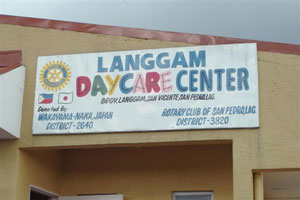 LANGGAM
DAYCARE CENTER
BRGY. LANGGAM, SAN VICENTE, SAN PEDRO, LAG.
Donated By:
WAKAYAMA-NAKA, JAPAN
DISTRICT-2640
ROTARY CLUB OF SAN PEDRO, LAG.
DISTRICT-3820